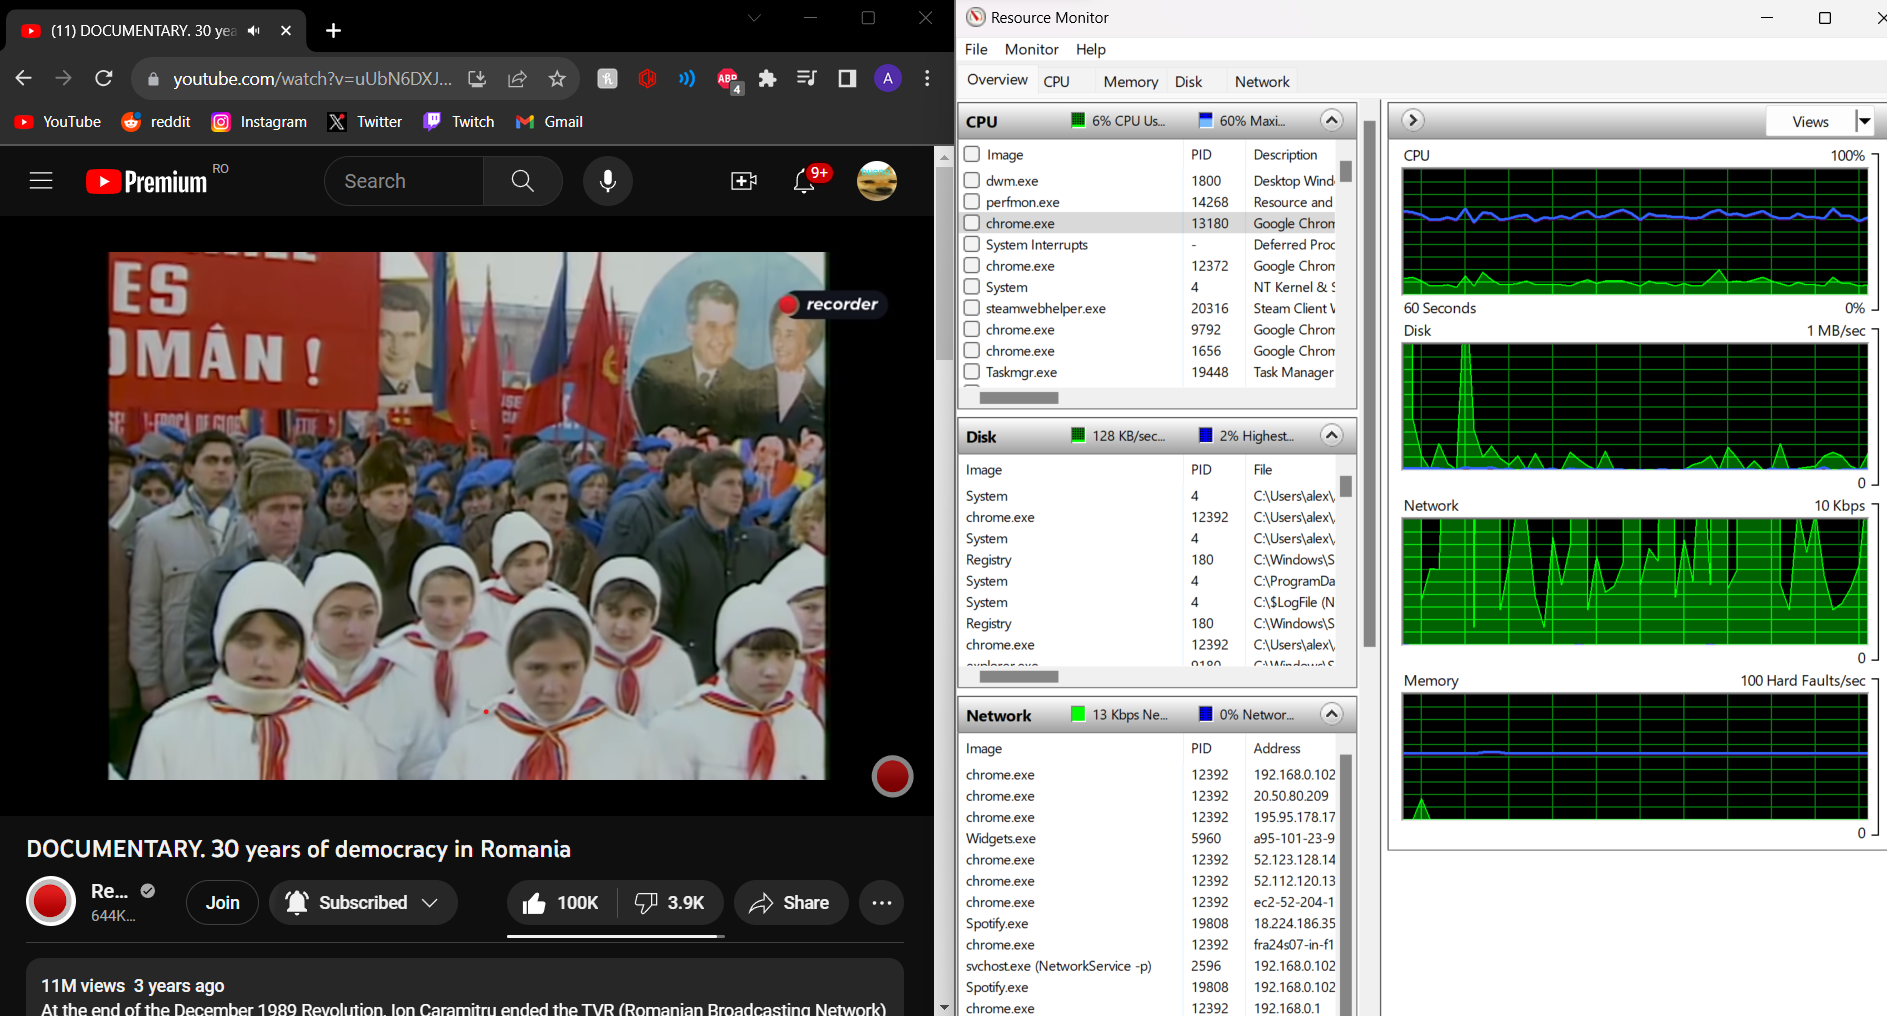 (11) DOCUMENTARY. 30 yea
youtube.com/watch?v=uUbN6DXJ...
ABP
4
A
YouTube
reddit
Instagram
Twitter
Twitch
Gmail
Premium RO
Search
9+
ES
OMÂN !
recorder
DOCUMENTARY. 30 years of democracy in Romania
Re...
644K...
Join
Subscribed
100K
3.9K
Share
11M views 3 years ago
At the end of the December 1989 Revolution, Ion Caramitru ended the TVR (Romanian Broadcasting Network)
Resource Monitor
File Monitor Help
Overview CPU Memory Disk Network
CPU 6% CPU Us... 60% Maxi...
Image PID Description
dwm.exe 1800 Desktop Wind
perfmon.exe 14268 Resource and
chrome.exe 13180 Google Chrom
System Interrupts - Deferred Proc
chrome.exe 12372 Google Chrom
System 4 NT Kernel & S
steamwebhelper.exe 20316 Steam Client W
chrome.exe 9792 Google Chrom
chrome.exe 1656 Google Chrom
Taskmgr.exe 19448 Task Manager
Disk 128 KB/sec... 2% Highest...
Image PID File
System 4 C:\Users\alex\
chrome.exe 12392 C:\Users\alex\
System 4 C:\Users\alex\
Registry 180 C:\Windows\S
System 4 C:\ProgramDa
System 4 C:\$LogFile (N
Registry 180 C:\Windows\S
chrome.exe 12392 C:\Users\alex\
explorer.exe 9180 C:\Windows\S
Network 13 Kbps Ne... 0% Networ...
Image PID Address
chrome.exe 12392 192.168.0.102
chrome.exe 12392 20.50.80.209
chrome.exe 12392 195.95.178.17
Widgets.exe 5960 a95-101-23-9
chrome.exe 12392 52.123.128.14
chrome.exe 12392 52.112.120.13
chrome.exe 12392 ec2-52-204-1
Spotify.exe 19808 18.224.186.35
chrome.exe 12392 fra24s07-in-f1
svchost.exe (NetworkService -p) 2596 192.168.0.102
Spotify.exe 19808 192.168.0.102
chrome.exe 12392 192.168.0.1
Views
CPU 100%
60 Seconds 0%
Disk 1 MB/sec
0
Network 10 Kbps
0
Memory 100 Hard Faults/sec
0